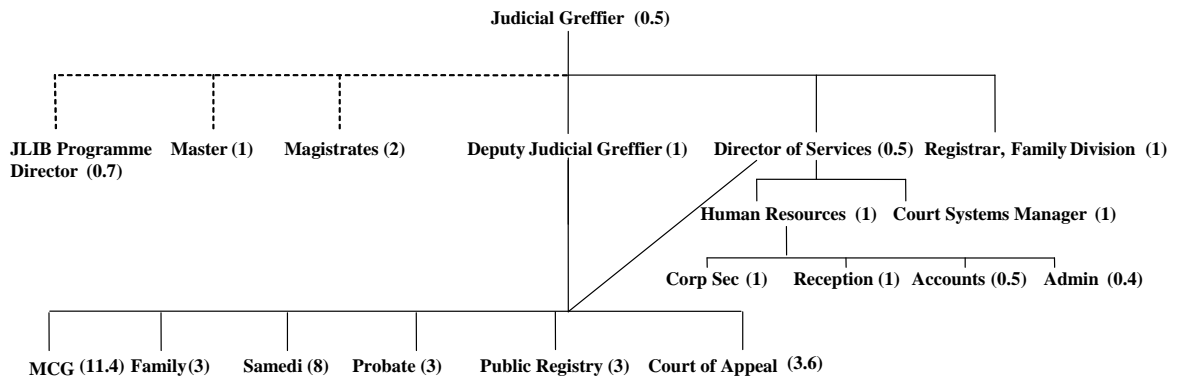 Judicial Greffier (0.5)
JLIB Programme
Director (0.7)
Master (1)
Magistrates (2)
Deputy Judicial Greffier (1)
Director of Services (0.5)
Registrar, Family Division (1)
Human Resources (1)
Court Systems Manager (1)
Corp Sec (1)
Reception (1)
Accounts (0.5)
Admin (0.4)
MCG (11.4)
Family (3)
Samedi (8)
Probate (3)
Public Registry (3)
Court of Appeal (3.6)